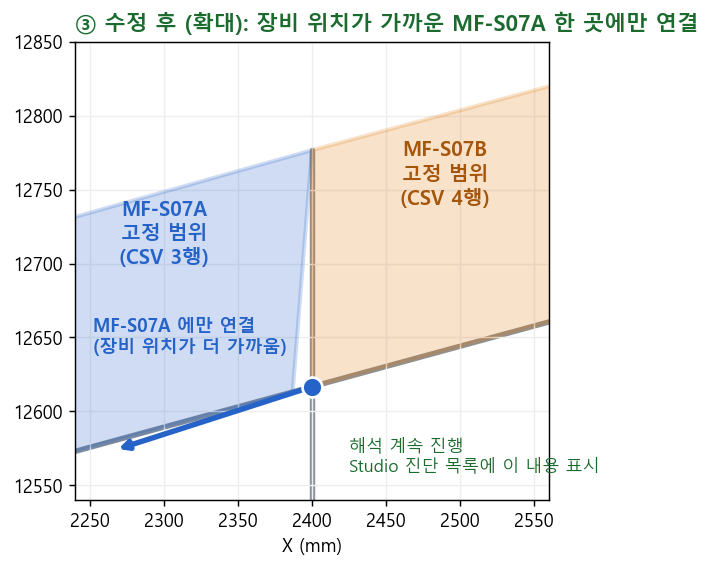 ③ 수정 후 (확대): 장비 위치가 가까운 MF-S07A 한 곳에만 연결
12850
12800
12750
12700
12650
12600
12550
MF-S07B
고정 범위
(CSV 4행)
MF-S07A
고정 범위
(CSV 3행)
MF-S07A 에만 연결
(장비 위치가 더 가까움)
해석 계속 진행
Studio 진단 목록에 이 내용 표시
2250 2300 2350 2400 2450 2500 2550
X (mm)